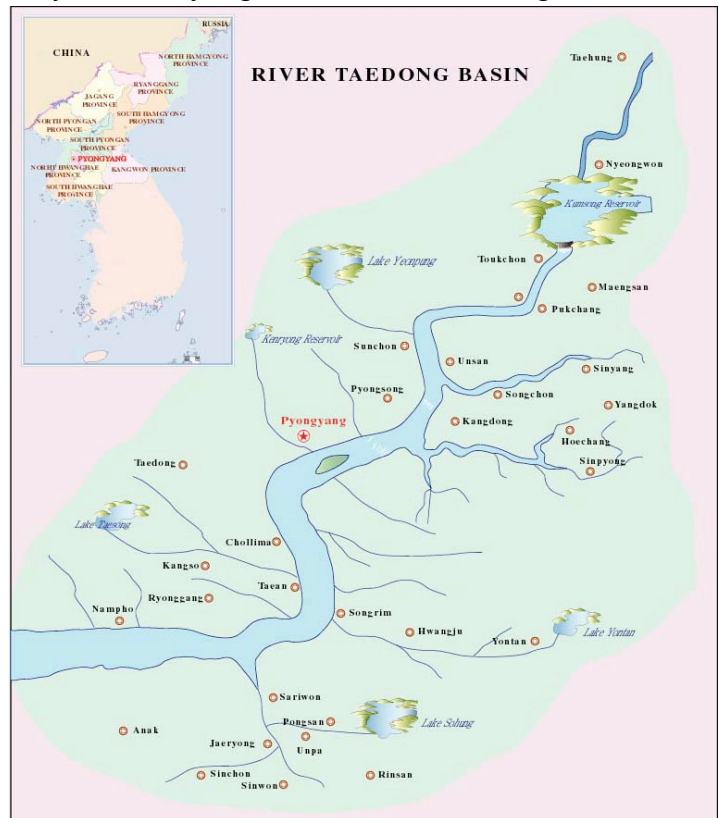 RUSSIA
CHINA
NORTH HAMGYONG
PROVINCE
RYANGGANG
PROVINCE
JAGANG
PROVINCE
SOUTH HAMGYONG
PROVINCE
NORTH PYONGAN
PROVINCE
SOUTH PYONGAN
PROVINCE
PYONGYANG
NORHT HWANGHAE
PROVINCE
KANGWON PROVINCE
SOUTH HWANGHAE
PROVINCE
RIVER TAEDONG BASIN
Taehung
Nyeongwon
Kumsong Reservoir
Toukchon
Lake Yeonpung
Maengsan
Pukchang
Kenryong Reservoir
Sunchon
Unsan
Sinyang
Pyongsong
Songchon
Yangdok
Pyongyang
Kangdong
Hoechang
Taedong
Sinpyong
Lake Taesong
Chollima
Kangso
Taean
Ryonggang
Nampho
Songrim
Hwangju
Yontan
Lake Yontan
Sariwon
Pongsan
Lake Sohung
Anak
Jaeryong
Unpa
Sinchon
Sinwon
Rinsan